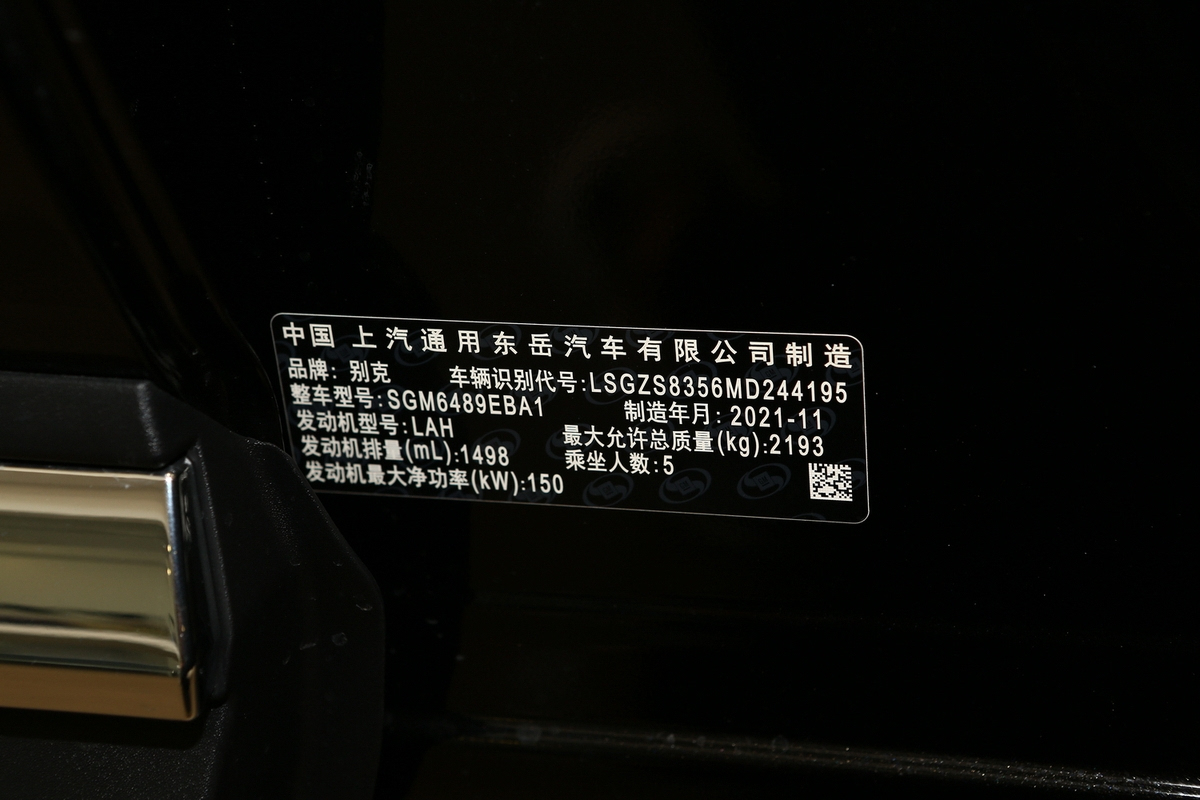 中国 上汽通用东岳汽车有限公司制造
品牌: 别克 车辆识别代号:LSGZS8356MD244195
整车型号:SGM6489EBA1 制造年月: 2021-11
发动机型号:LAH 最大允许总质量(kg):2193
发动机排量(mL):1498 乘坐人数:5
发动机最大净功率(kW):150